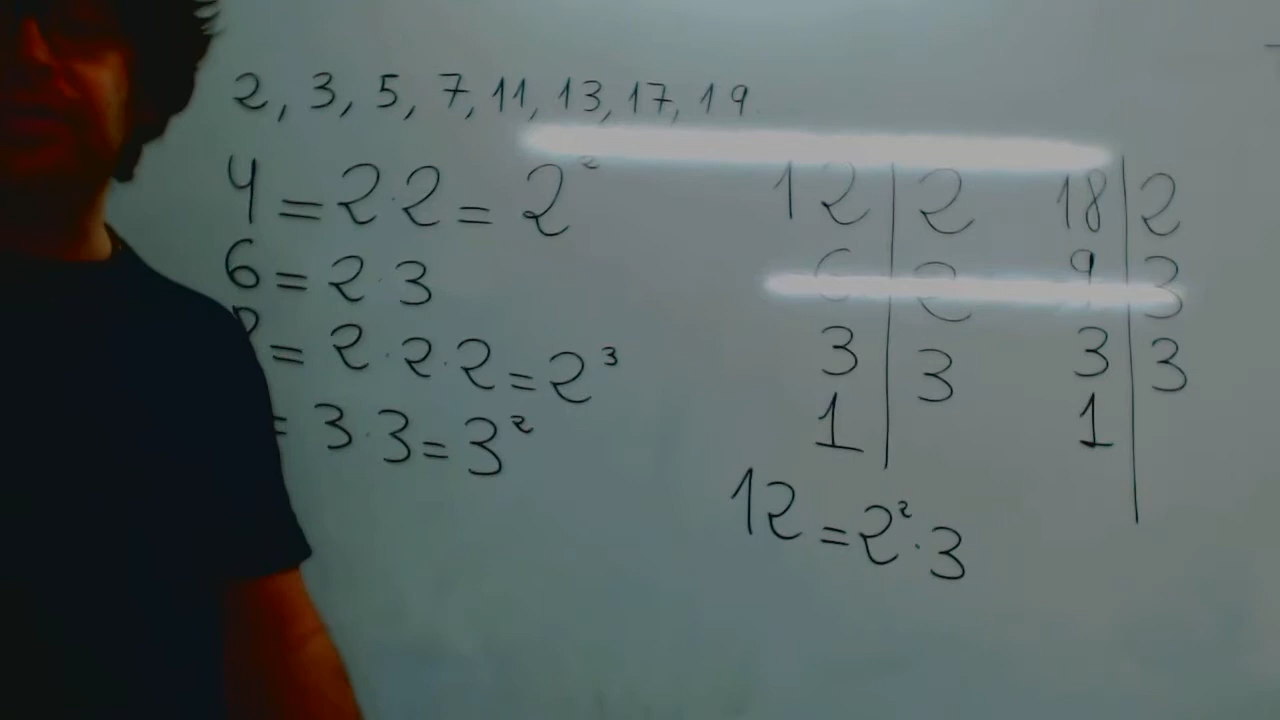 2, 3, 5, 7, 11, 13, 17, 19
4 = 2·2 = 2²
6 = 2·3
= 2·2·2 = 2³
= 3·3 = 3²
12 | 2
6 | 2
3 | 3
1
18 | 2
9 | 3
3 | 3
1
12 = 2²·3